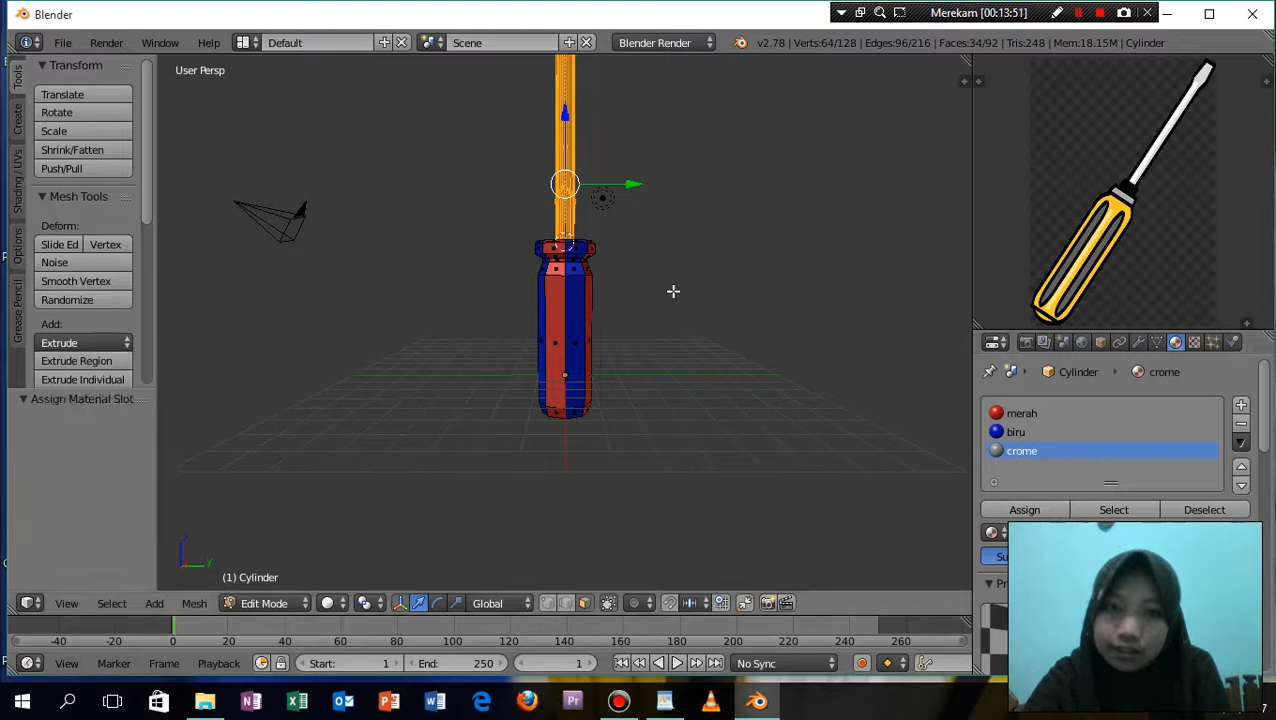 Blender
Merekam [00:13:51]
File Render Window Help Default Scene Blender Render v2.78 | Verts:64/128 | Edges:96/216 | Faces:34/92 | Tris:248 | Mem:18.15M | Cylinder
Tools
Create
Shading / UVs
Options
Grease Pencil
Transform
Translate
Rotate
Scale
Shrink/Fatten
Push/Pull
Mesh Tools
Deform:
Slide Ed Vertex
Noise
Smooth Vertex
Randomize
Add:
Extrude
Extrude Region
Extrude Individual
Assign Material Slot
User Persp
z
y
(1) Cylinder
Cylinder crome
merah
biru
crome
Assign Select Deselect
Su
Pr
View Select Add Mesh Edit Mode Global
0 20 40 60 80 100 120 140 160 180 200 220 240 260
View Marker Frame Playback Start: 1 End: 250 1 No Sync